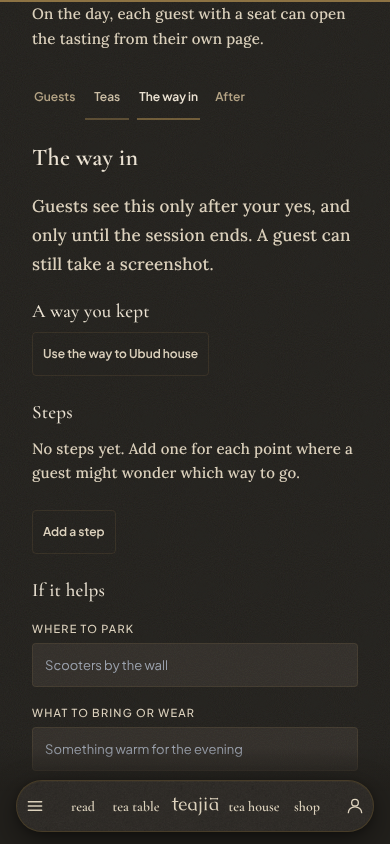 On the day, each guest with a seat can open
the tasting from their own page.
Guests Teas The way in After
The way in
Guests see this only after your yes, and
only until the session ends. A guest can
still take a screenshot.
A way you kept
Use the way to Ubud house
Steps
No steps yet. Add one for each point where a
guest might wonder which way to go.
Add a step
If it helps
WHERE TO PARK
Scooters by the wall
WHAT TO BRING OR WEAR
Something warm for the evening
read tea table teajiā tea house shop